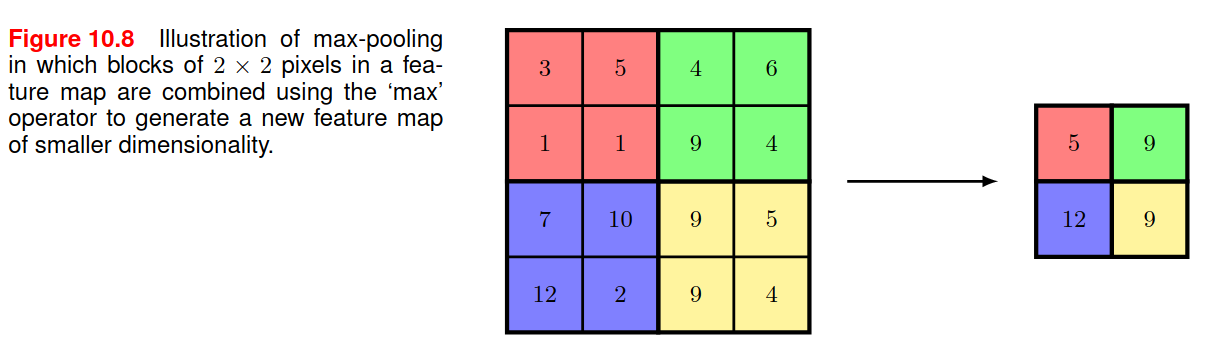 Figure 10.8 Illustration of max-pooling
in which blocks of 2 × 2 pixels in a fea-
ture map are combined using the ‘max’
operator to generate a new feature map
of smaller dimensionality.
3 5 4 6
1 1 9 4
7 10 9 5
12 2 9 4
5 9
12 9